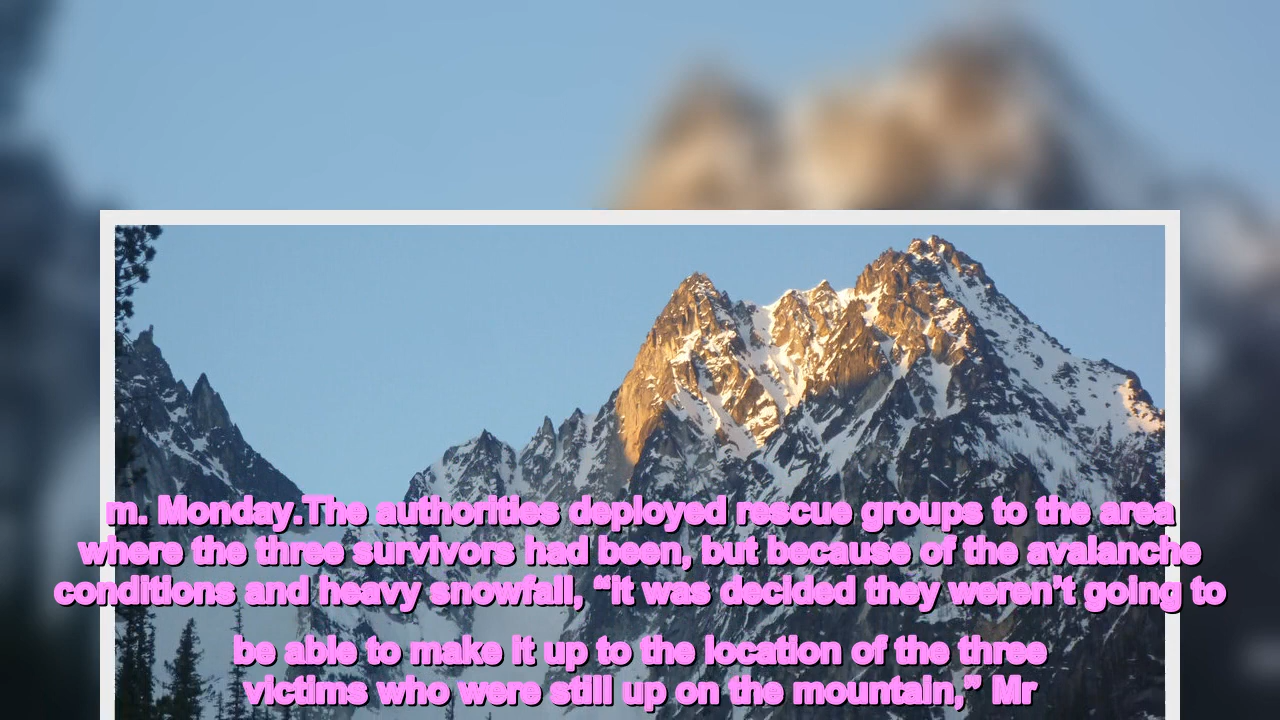 m. Monday.The authorities deployed rescue groups to the area
where the three survivors had been, but because of the avalanche
conditions and heavy snowfall, “it was decided they weren’t going to
be able to make it up to the location of the three
victims who were still up on the mountain,” Mr